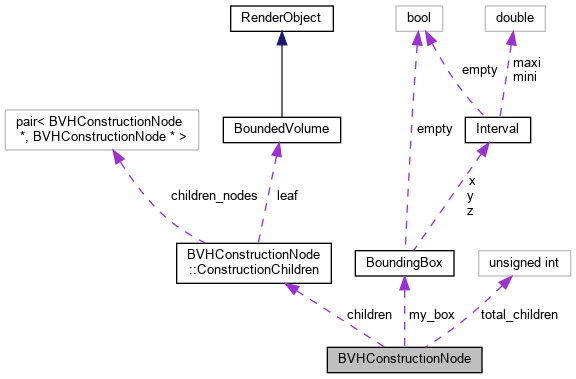 RenderObject
bool
double
empty
maxi
mini
pair< BVHConstructionNode
*, BVHConstructionNode * >
BoundedVolume
empty
Interval
children_nodes
leaf
x
y
z
BVHConstructionNode
::ConstructionChildren
BoundingBox
unsigned int
children
my_box
total_children
BVHConstructionNode